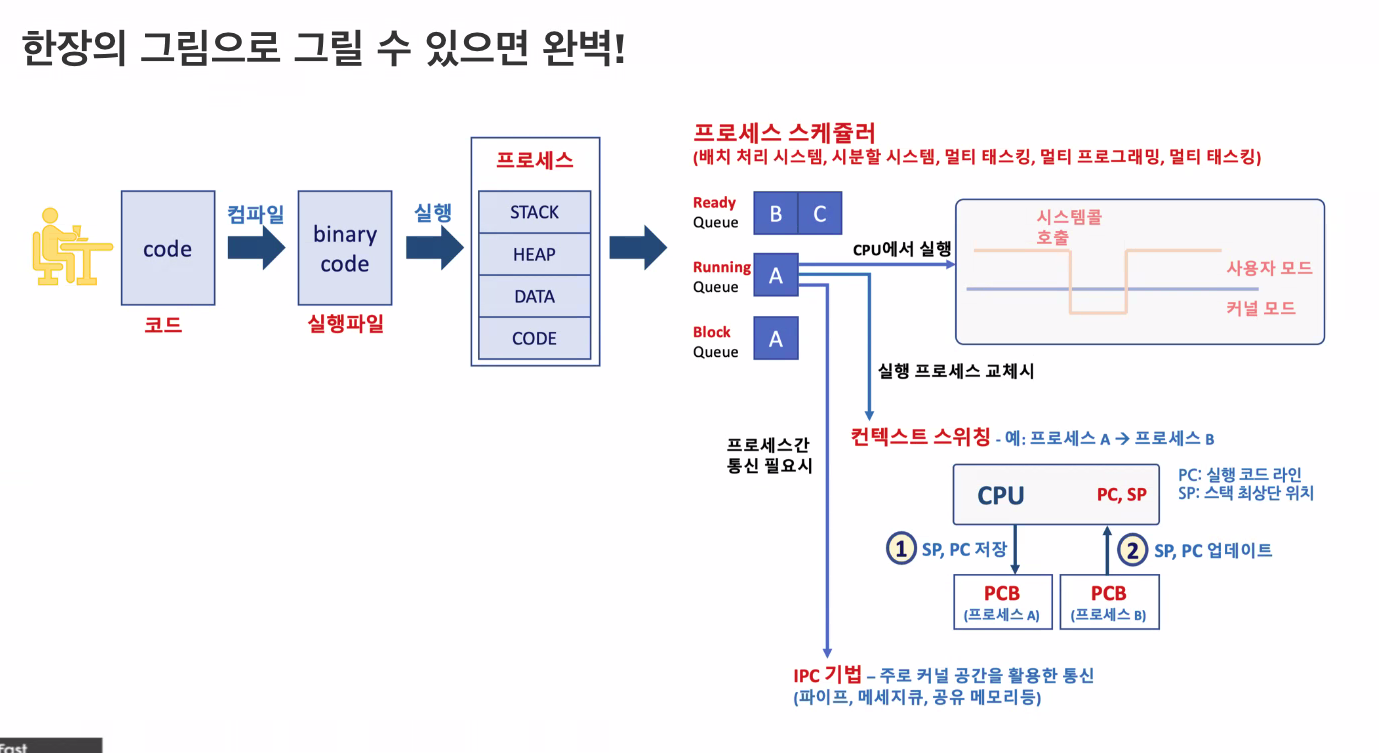 한장의 그림으로 그릴 수 있으면 완벽!
code
코드
컴파일
binary
code
실행파일
실행
프로세스
STACK
HEAP
DATA
CODE
프로세스 스케쥴러
(배치 처리 시스템, 시분할 시스템, 멀티 태스킹, 멀티 프로그래밍, 멀티 태스킹)
Ready
Queue
B C
Running
Queue
A
Block
Queue
A
CPU에서 실행
시스템콜
호출
사용자 모드
커널 모드
실행 프로세스 교체시
컨텍스트 스위칭 - 예: 프로세스 A → 프로세스 B
CPU
PC, SP
PC: 실행 코드 라인
SP: 스택 최상단 위치
1 SP, PC 저장
2 SP, PC 업데이트
PCB
(프로세스 A)
PCB
(프로세스 B)
프로세스간
통신 필요시
IPC 기법 – 주로 커널 공간을 활용한 통신
(파이프, 메세지큐, 공유 메모리등)
fast